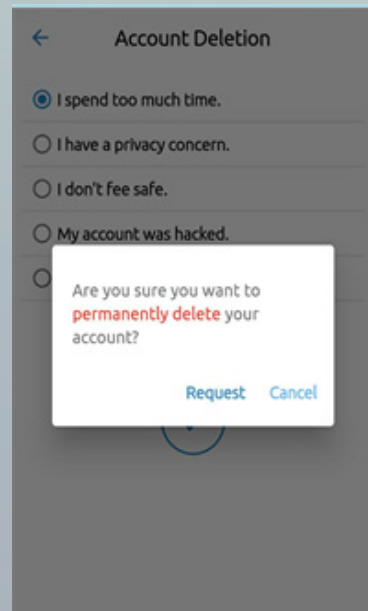 Account Deletion
I spend too much time.
I have a privacy concern.
I don't fee safe.
My account was hacked.
Are you sure you want to
permanently delete your
account?
Request Cancel